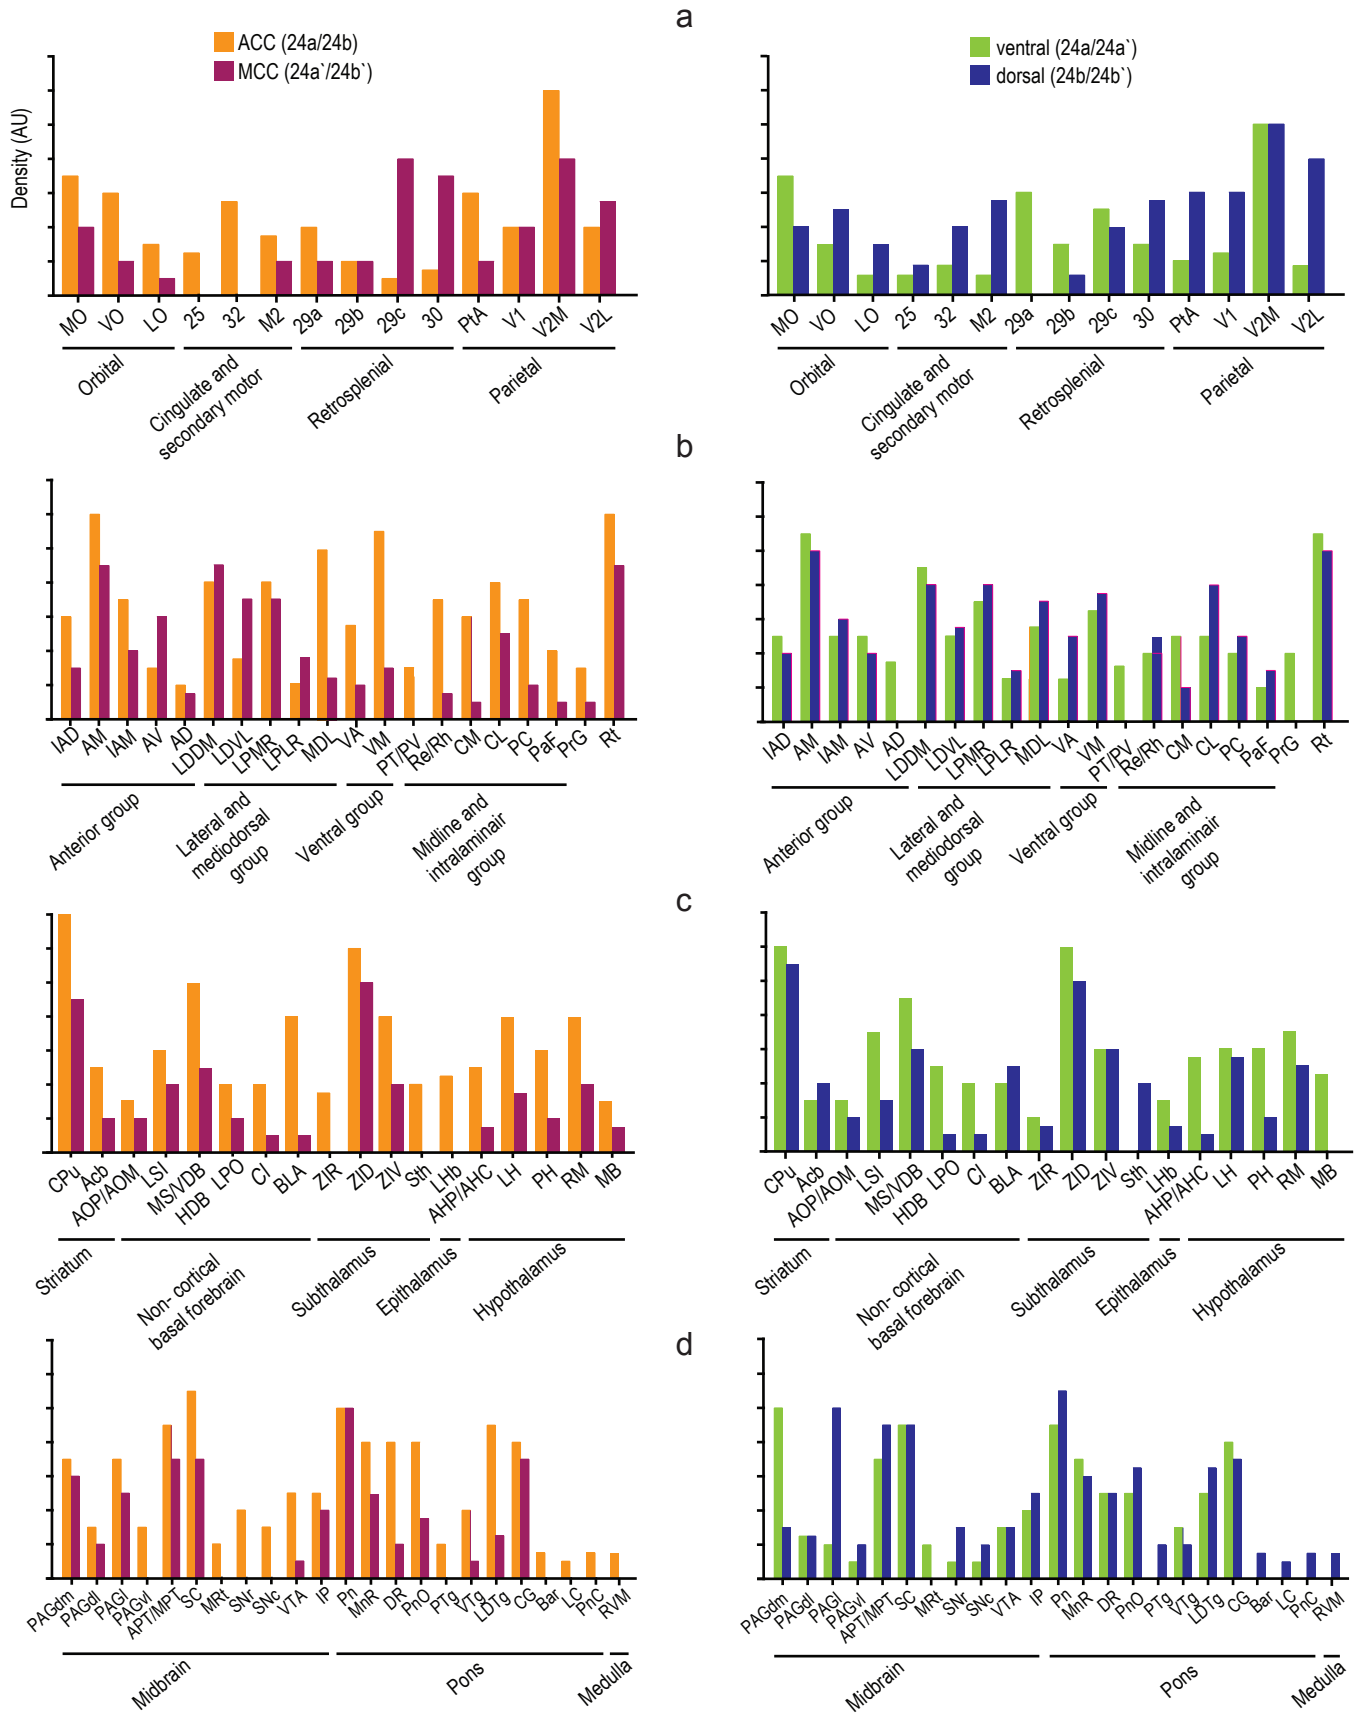 a
ACC (24a/24b)
MCC (24a`/24b`)
ventral (24a/24a`)
dorsal (24b/24b`)
Density (AU)
MO VO LO 25 32 M2 29a 29b 29c 30 PtA V1 V2M V2L
Orbital
Cingulate and
secondary motor
Retrosplenial
Parietal
MO VO LO 25 32 M2 29a 29b 29c 30 PtA V1 V2M V2L
Orbital
Cingulate and
secondary motor
Retrosplenial
Parietal
b
IAD AM IAM AV AD LDDM LDVL LPMR LPLR MDL VA VM PT/PV Re/Rh CM CL PC PaF PrG Rt
Anterior group
Lateral and
mediodorsal
group
Ventral group
Midline and
intralaminair
group
IAD AM IAM AV AD LDDM LDVL LPMR LPLR MDL VA VM PT/PV Re/Rh CM CL PC PaF PrG Rt
Anterior group
Lateral and
mediodorsal
group
Ventral group
Midline and
intralaminair
group
c
CPu Acb AOP/AOM LSI MS/VDB HDB LPO Cl BLA ZIR ZID ZIV Sth LHb AHP/AHC LH PH RM MB
Striatum
Non- cortical
basal forebrain
Subthalamus
Epithalamus
Hypothalamus
CPu Acb AOP/AOM LSI MS/VDB HDB LPO Cl BLA ZIR ZID ZIV Sth LHb AHP/AHC LH PH RM MB
Striatum
Non- cortical
basal forebrain
Subthalamus
Epithalamus
Hypothalamus
d
PAGdm PAGdl PAGl PAGvl APT/MPT SC MRt SNr SNc VTA IP Pn MnR DR PnO PTg VTg LDTg CG Bar LC PnC RVM
Midbrain
Pons
Medulla
PAGdm PAGdl PAGl PAGvl APT/MPT SC MRt SNr SNc VTA IP Pn MnR DR PnO PTg VTg LDTg CG Bar LC PnC RVM
Midbrain
Pons
Medulla